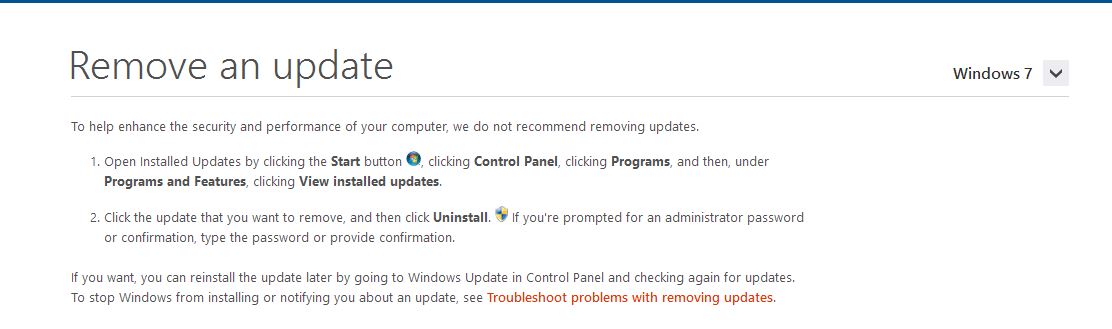 Remove an update
Windows 7
To help enhance the security and performance of your computer, we do not recommend removing updates.
1. Open Installed Updates by clicking the Start button , clicking Control Panel, clicking Programs, and then, under
Programs and Features, clicking View installed updates.
2. Click the update that you want to remove, and then click Uninstall. If you're prompted for an administrator password
or confirmation, type the password or provide confirmation.
If you want, you can reinstall the update later by going to Windows Update in Control Panel and checking again for updates.
To stop Windows from installing or notifying you about an update, see Troubleshoot problems with removing updates.